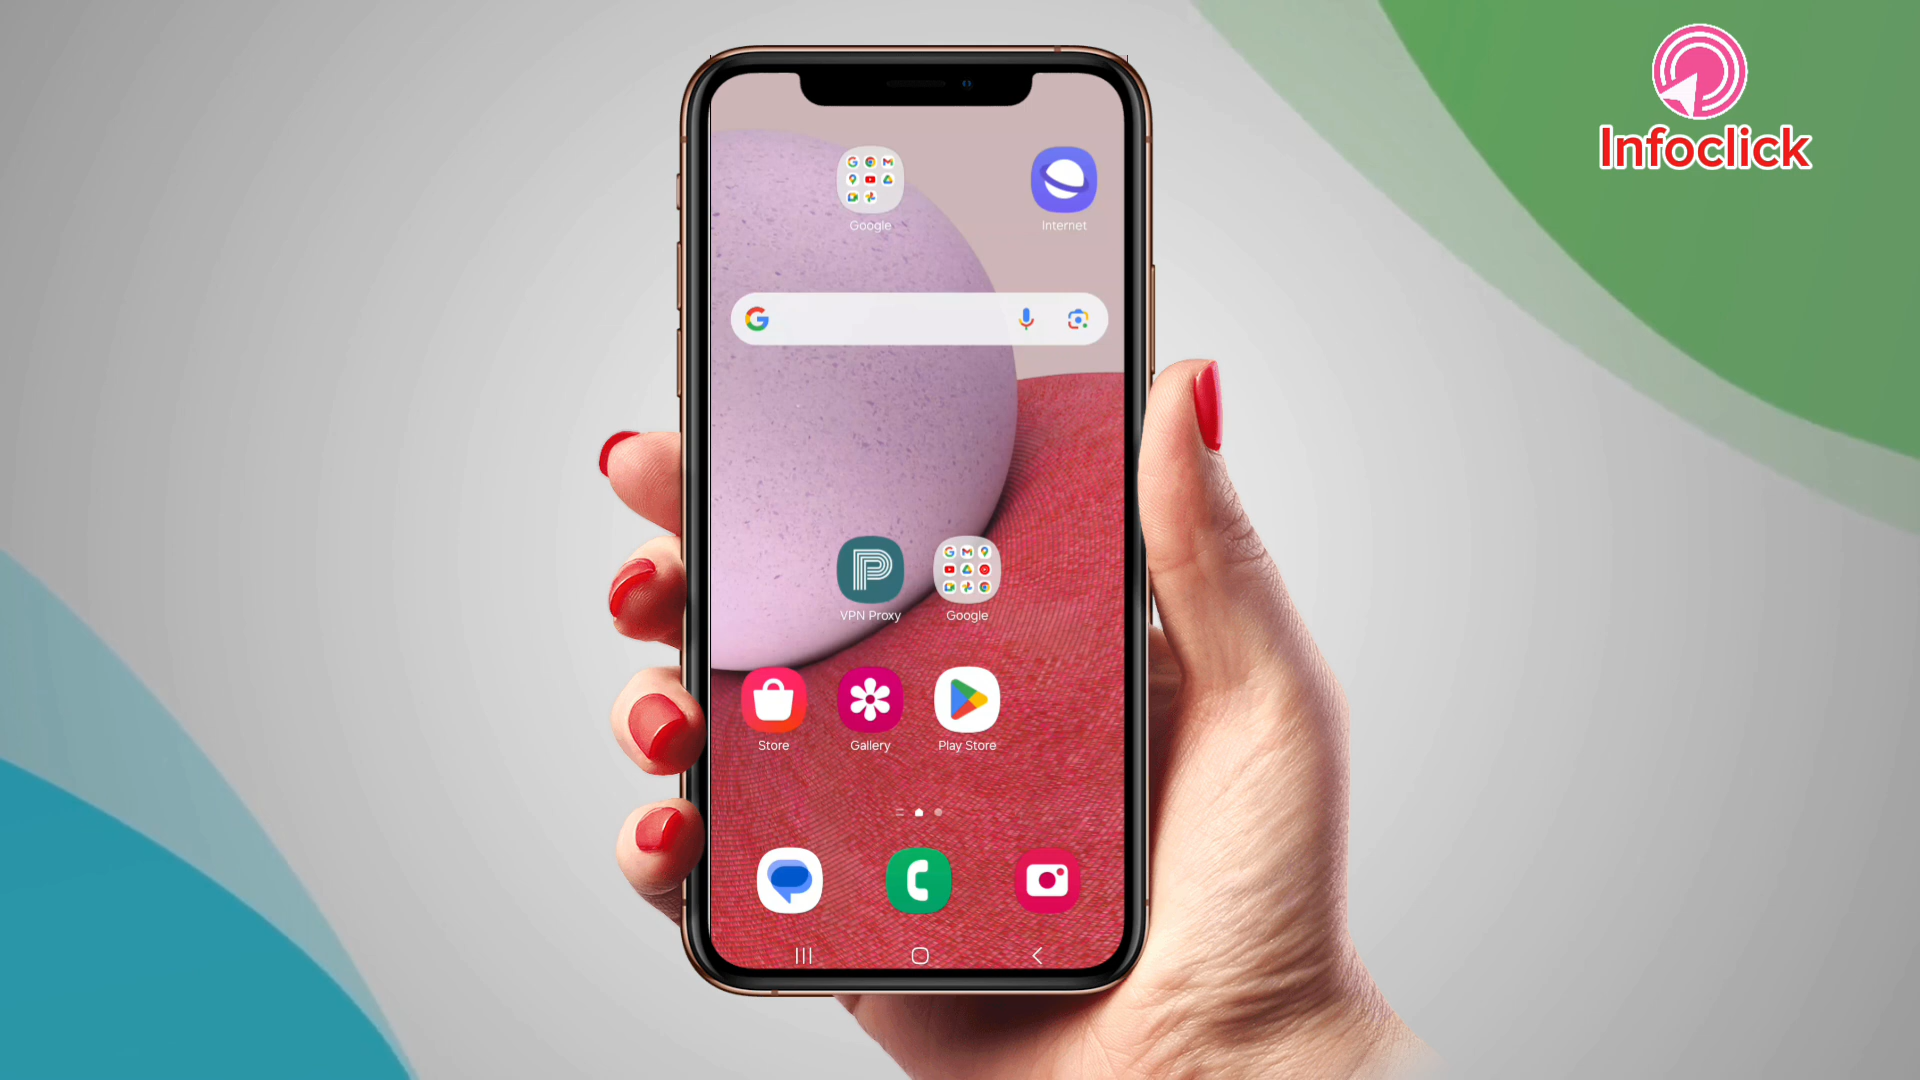 Infoclick
Google
Internet
VPN Proxy
Google
Store
Gallery
Play Store